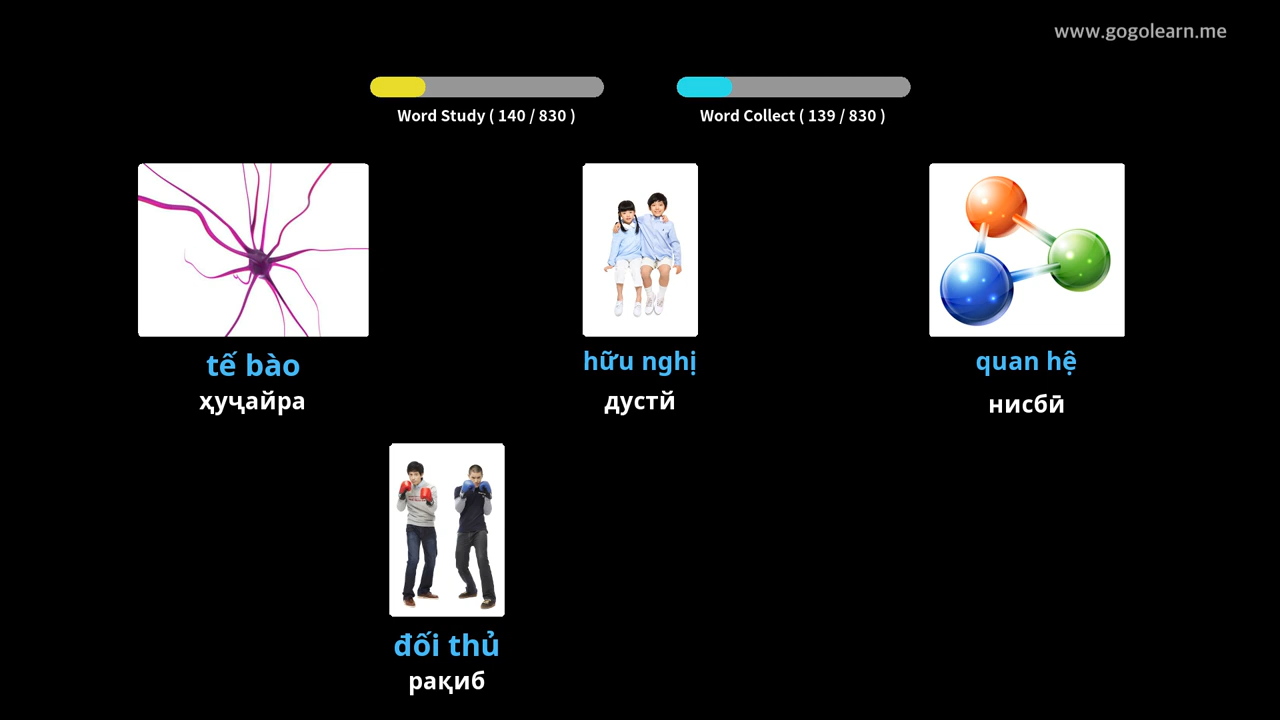 www.gogolearn.me
Word Study ( 140 / 830 )
Word Collect ( 139 / 830 )
tế bào
ҳуҷайра
hữu nghị
дустй
quan hệ
нисбӣ
đối thủ
рақиб